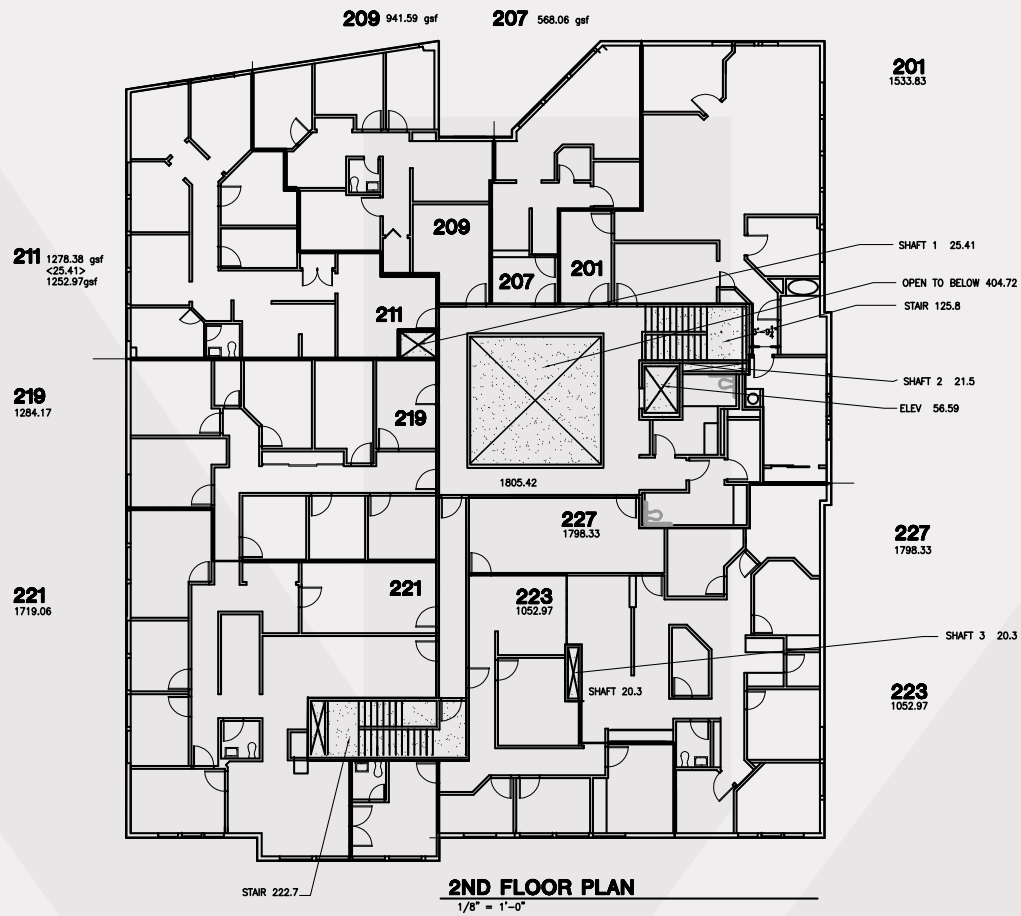 209 941.59 gsf
207 568.06 gsf
201
1533.83
211 1278.38 gsf
<25.41>
1252.97gsf
209
207
201
211
SHAFT 1 25.41
OPEN TO BELOW 404.72
STAIR 125.8
SHAFT 2 21.5
ELEV 56.59
219
1284.17
219
1805.42
227
1798.33
227
1798.33
221
1719.06
221
223
1052.97
SHAFT 3 20.3
SHAFT 20.3
223
1052.97
STAIR 222.7
2ND FLOOR PLAN
1/8" = 1'-0"